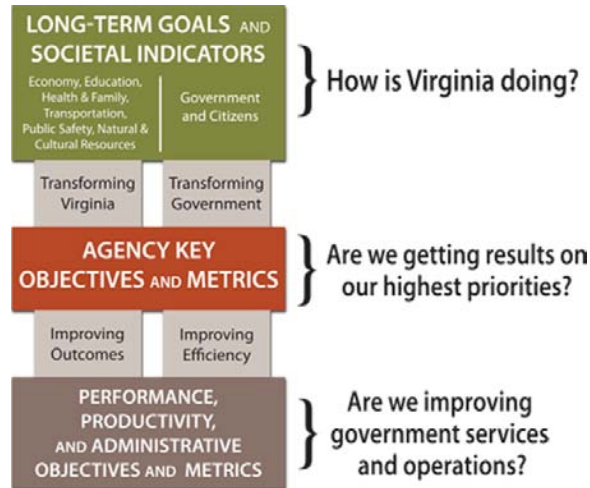 LONG-TERM GOALS AND
SOCIETAL INDICATORS
Economy, Education,
Health & Family,
Transportation,
Public Safety, Natural &
Cultural Resources
Government
and Citizens
How is Virginia doing?
Transforming
Virginia
Transforming
Government
AGENCY KEY
OBJECTIVES AND METRICS
Are we getting results on
our highest priorities?
Improving
Outcomes
Improving
Efficiency
PERFORMANCE,
PRODUCTIVITY,
AND ADMINISTRATIVE
OBJECTIVES AND METRICS
Are we improving
government services
and operations?